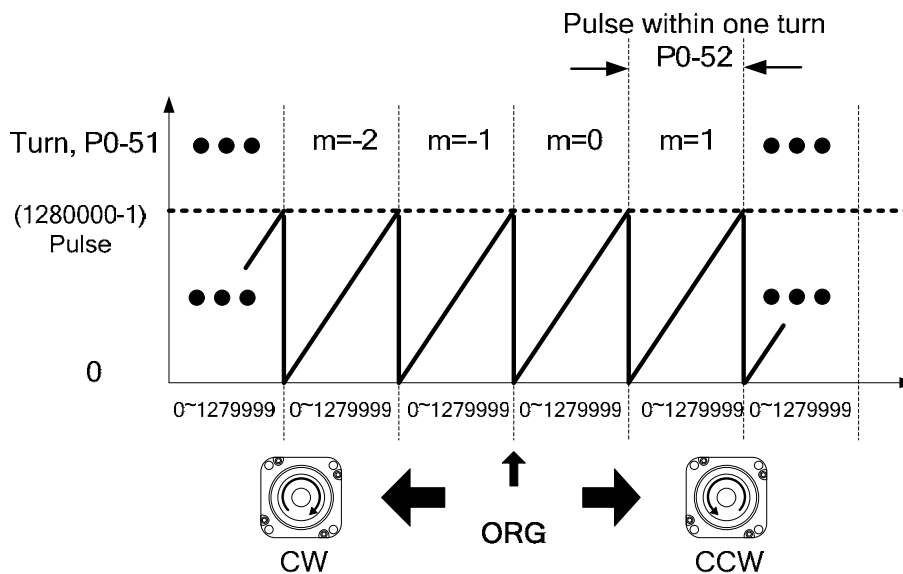 Pulse within one turn
P0-52
Turn, P0-51
m=-2
m=-1
m=0
m=1
(1280000-1)
Pulse
0
0~1279999
0~1279999
0~1279999
0~1279999
0~1279999
0~1279999
ORG
CW
CCW